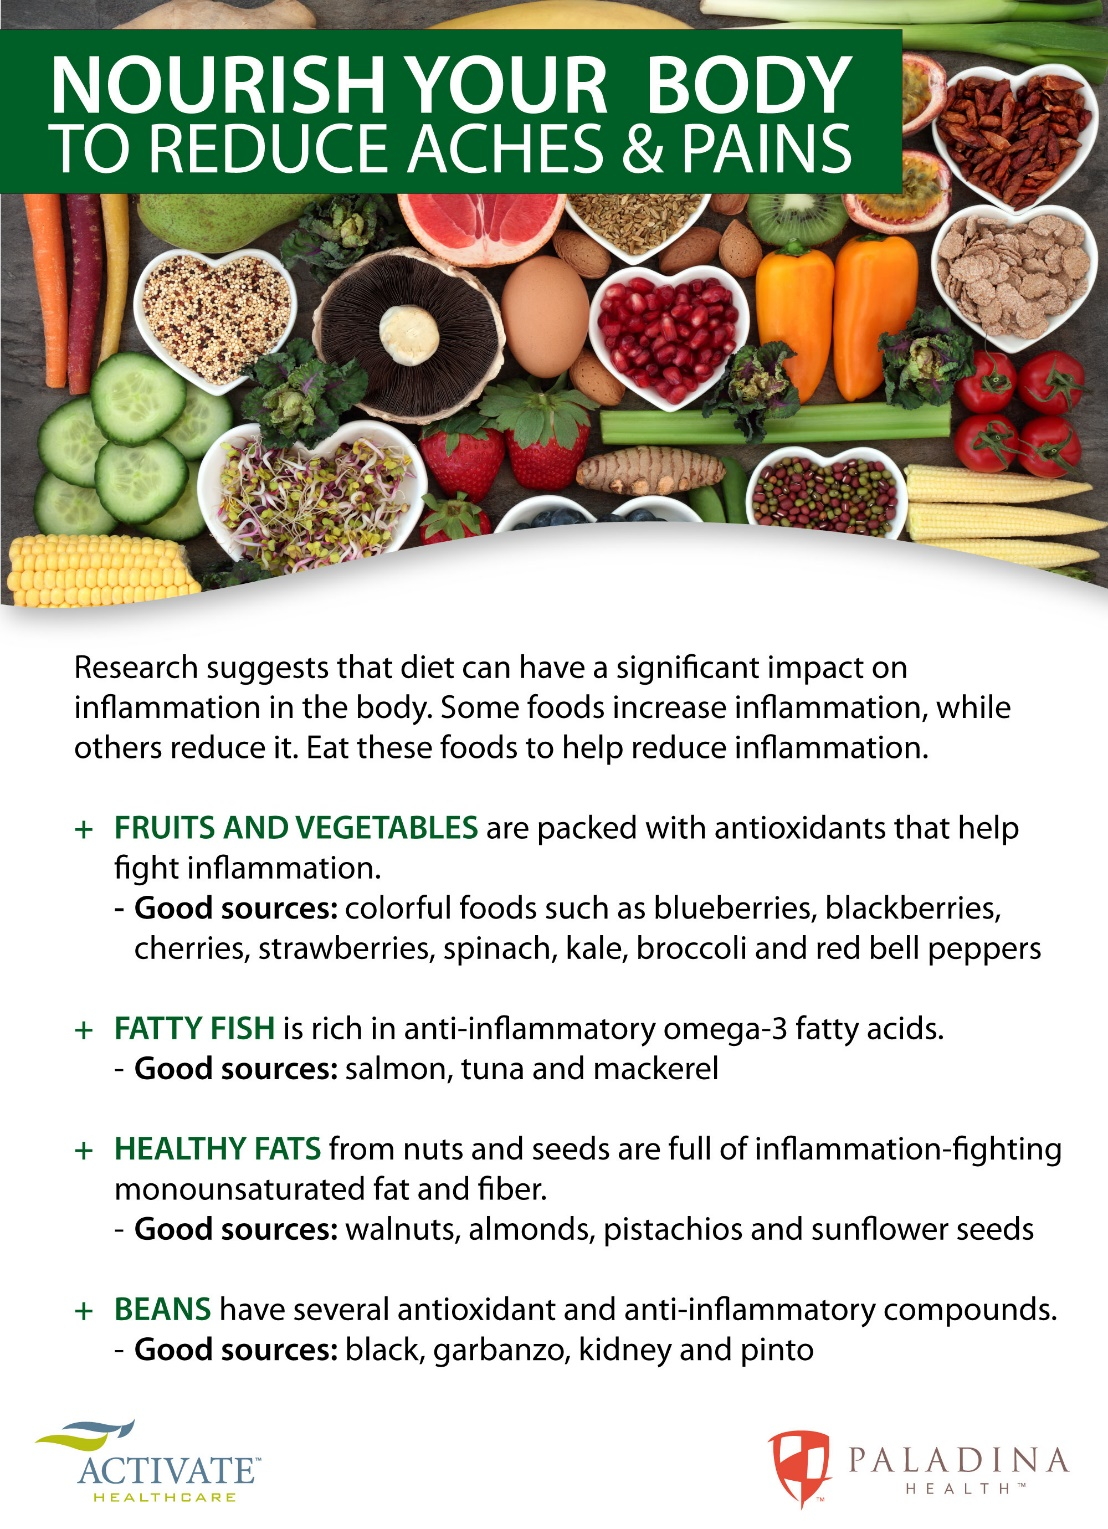 NOURISH YOUR BODY
TO REDUCE ACHES & PAINS
Research suggests that diet can have a significant impact on
inflammation in the body. Some foods increase inflammation, while
others reduce it. Eat these foods to help reduce inflammation.
+ FRUITS AND VEGETABLES are packed with antioxidants that help
fight inflammation.
- Good sources: colorful foods such as blueberries, blackberries,
cherries, strawberries, spinach, kale, broccoli and red bell peppers
+ FATTY FISH is rich in anti-inflammatory omega-3 fatty acids.
- Good sources: salmon, tuna and mackerel
+ HEALTHY FATS from nuts and seeds are full of inflammation-fighting
monounsaturated fat and fiber.
- Good sources: walnuts, almonds, pistachios and sunflower seeds
+ BEANS have several antioxidant and anti-inflammatory compounds.
- Good sources: black, garbanzo, kidney and pinto
ACTIVATE™
HEALTHCARE
PALADINA
HEALTH™
™